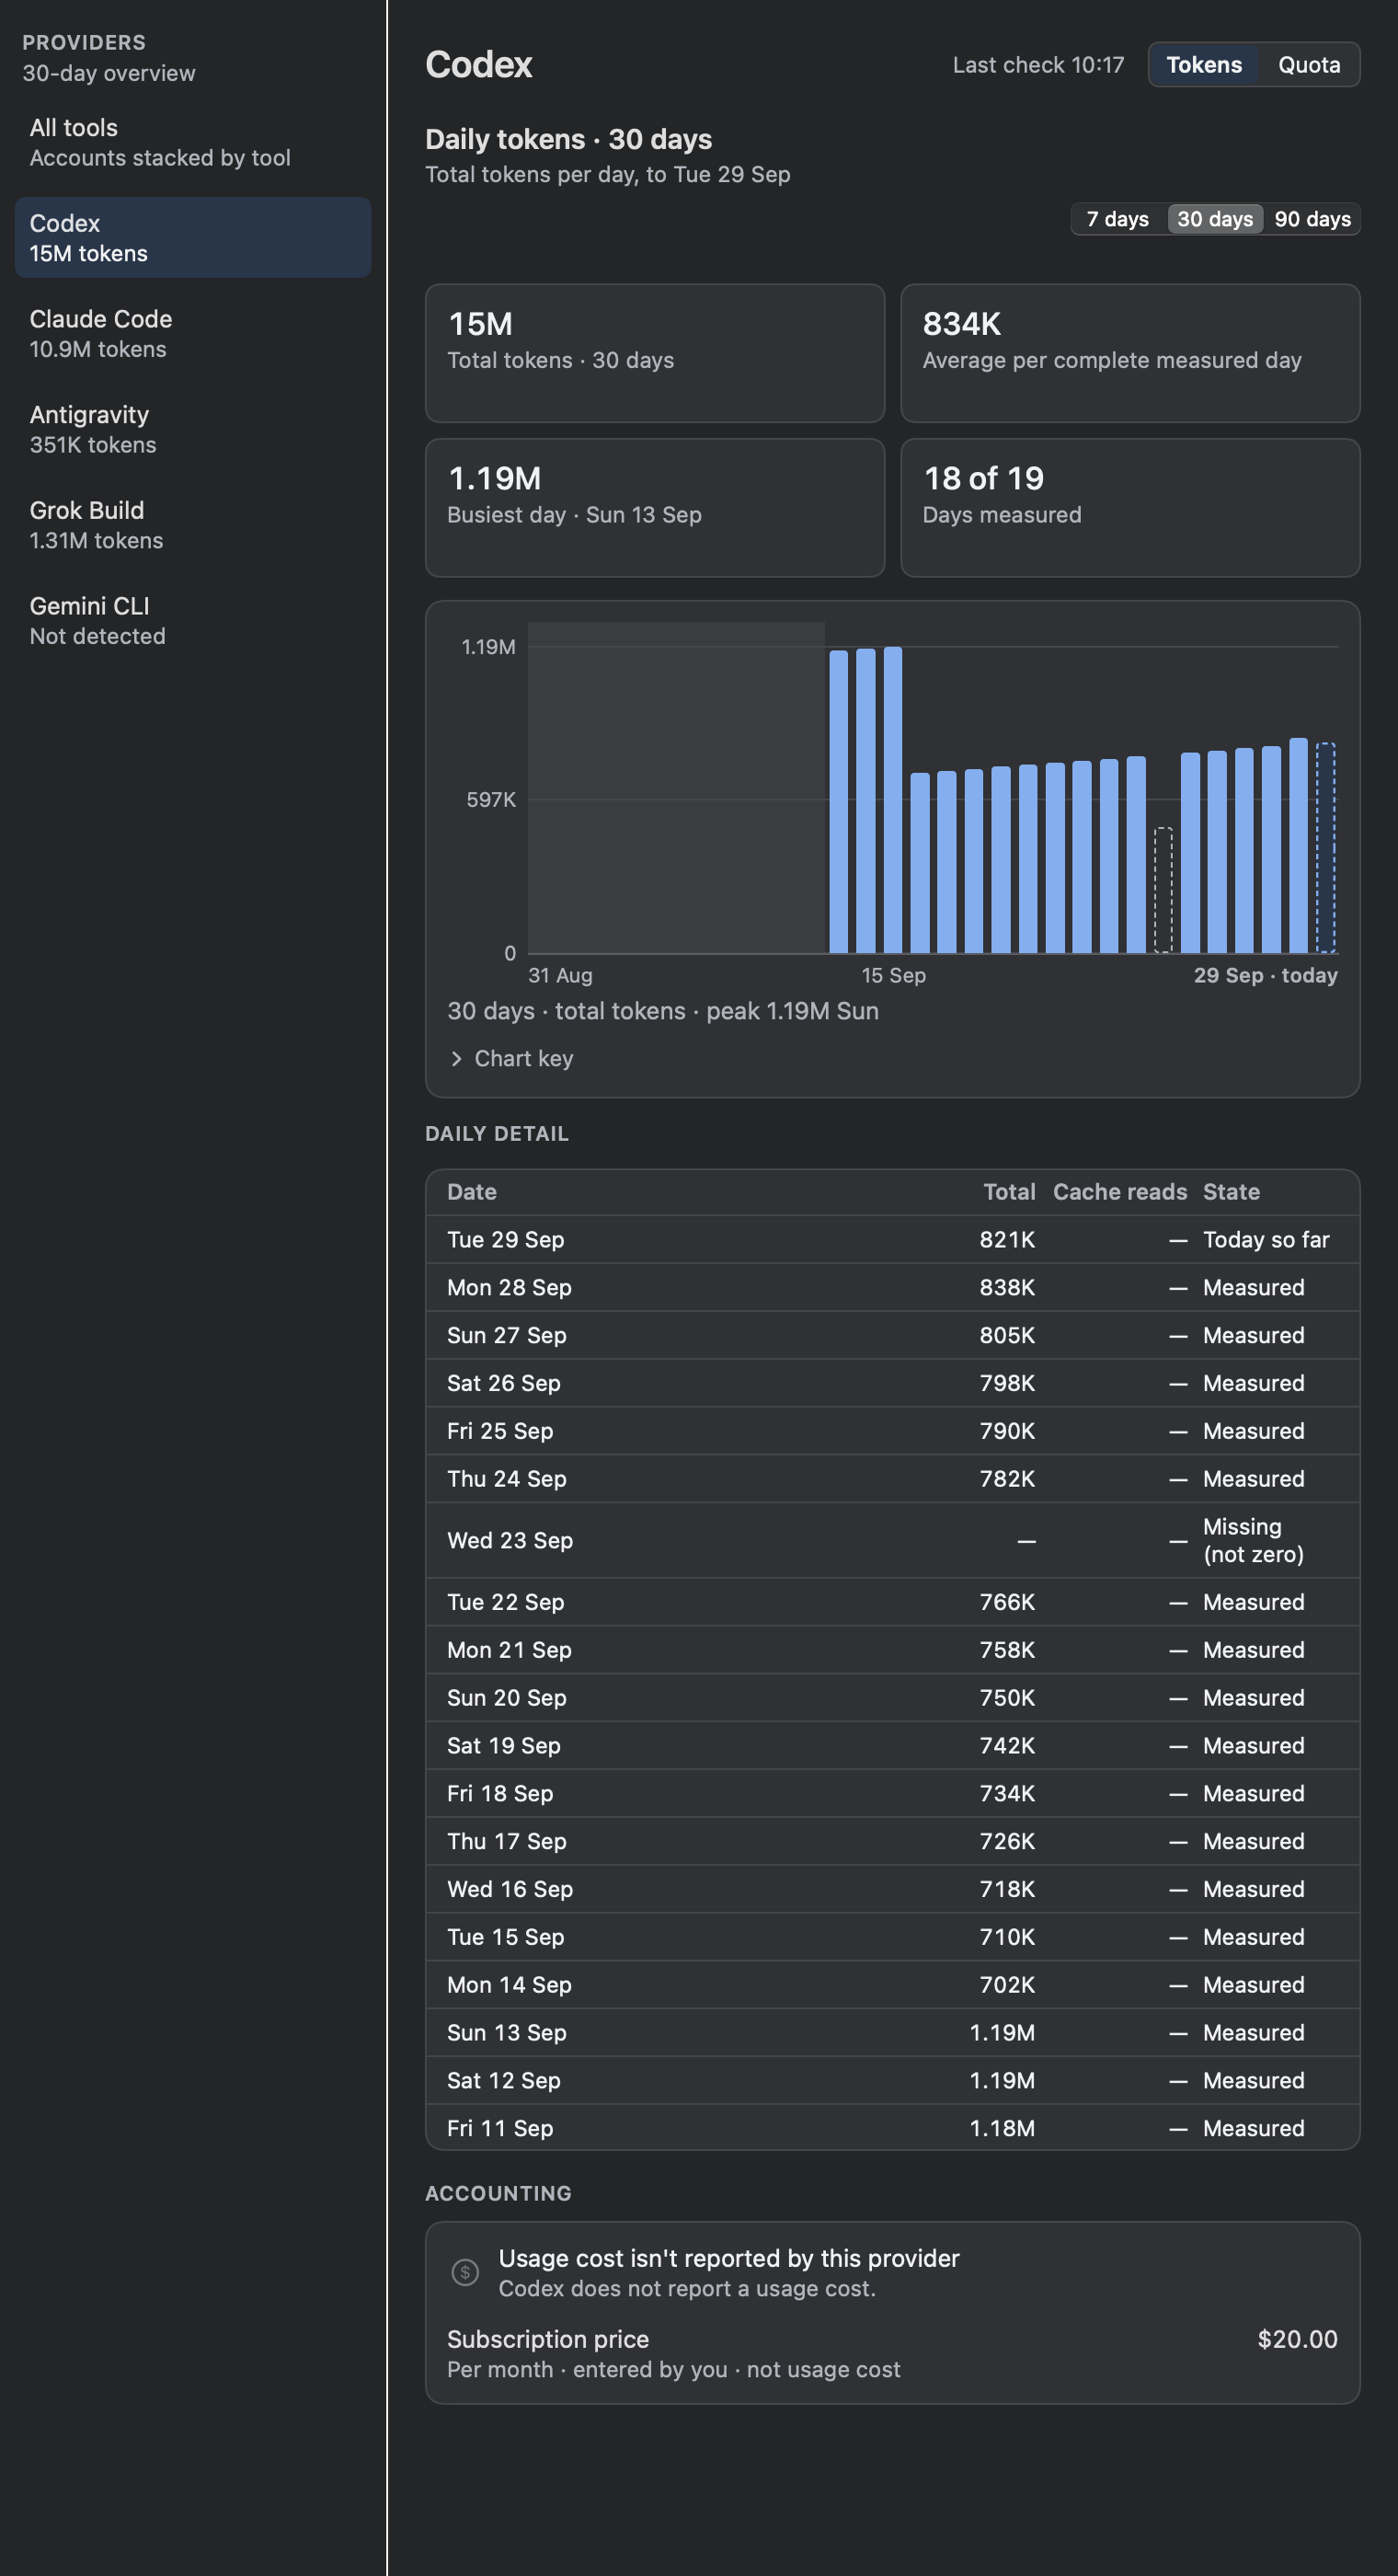 PROVIDERS
30-day overview
All tools
Accounts stacked by tool
Codex
15M tokens
Claude Code
10.9M tokens
Antigravity
351K tokens
Grok Build
1.31M tokens
Gemini CLI
Not detected
Codex
Last check 10:17
Tokens
Quota
Daily tokens · 30 days
Total tokens per day, to Tue 29 Sep
7 days
30 days
90 days
15M
Total tokens · 30 days
834K
Average per complete measured day
1.19M
Busiest day · Sun 13 Sep
18 of 19
Days measured
1.19M
597K
0
31 Aug
15 Sep
29 Sep · today
30 days · total tokens · peak 1.19M Sun
Chart key
DAILY DETAIL
Date Total Cache reads State
Tue 29 Sep 821K — Today so far
Mon 28 Sep 838K — Measured
Sun 27 Sep 805K — Measured
Sat 26 Sep 798K — Measured
Fri 25 Sep 790K — Measured
Thu 24 Sep 782K — Measured
Wed 23 Sep — — Missing
(not zero)
Tue 22 Sep 766K — Measured
Mon 21 Sep 758K — Measured
Sun 20 Sep 750K — Measured
Sat 19 Sep 742K — Measured
Fri 18 Sep 734K — Measured
Thu 17 Sep 726K — Measured
Wed 16 Sep 718K — Measured
Tue 15 Sep 710K — Measured
Mon 14 Sep 702K — Measured
Sun 13 Sep 1.19M — Measured
Sat 12 Sep 1.19M — Measured
Fri 11 Sep 1.18M — Measured
ACCOUNTING
$
Usage cost isn't reported by this provider
Codex does not report a usage cost.
Subscription price $20.00
Per month · entered by you · not usage cost